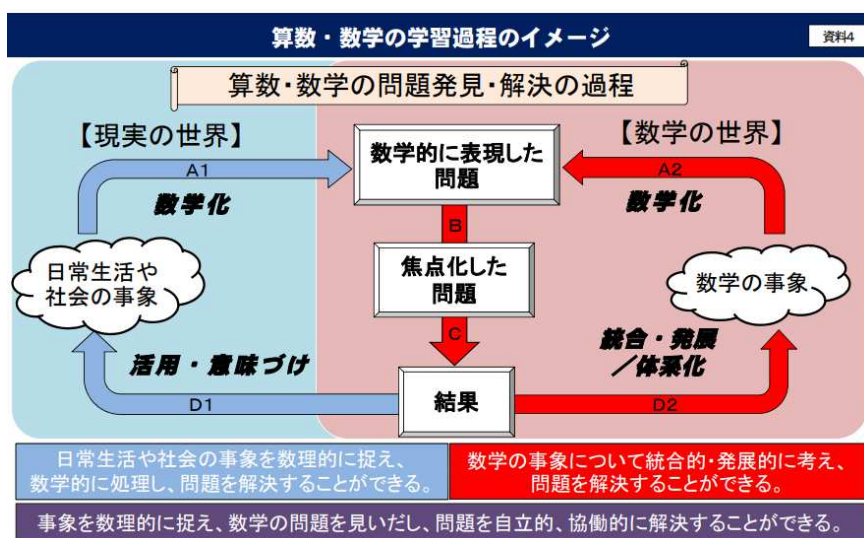 算数・数学の学習過程のイメージ
資料4
算数・数学の問題発見・解決の過程
【現実の世界】
【数学の世界】
A1
数学的に表現した
問題
A2
数学化
数学化
B
日常生活や
社会の事象
焦点化した
問題
数学の事象
C
活用・意味づけ
統合・発展
／体系化
D1
結果
D2
日常生活や社会の事象を数理的に捉え、
数学的に処理し、問題を解決することができる。
数学の事象について統合的・発展的に考え、
問題を解決することができる。
事象を数理的に捉え、数学の問題を見いだし、問題を自立的、協働的に解決することができる。